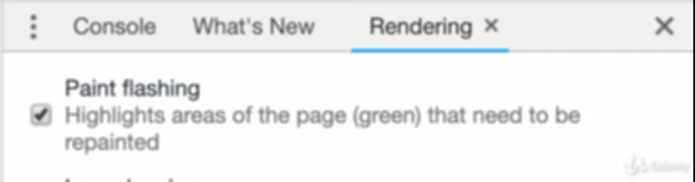 Console What's New Rendering ×
Paint flashing
Highlights areas of the page (green) that need to be
repainted